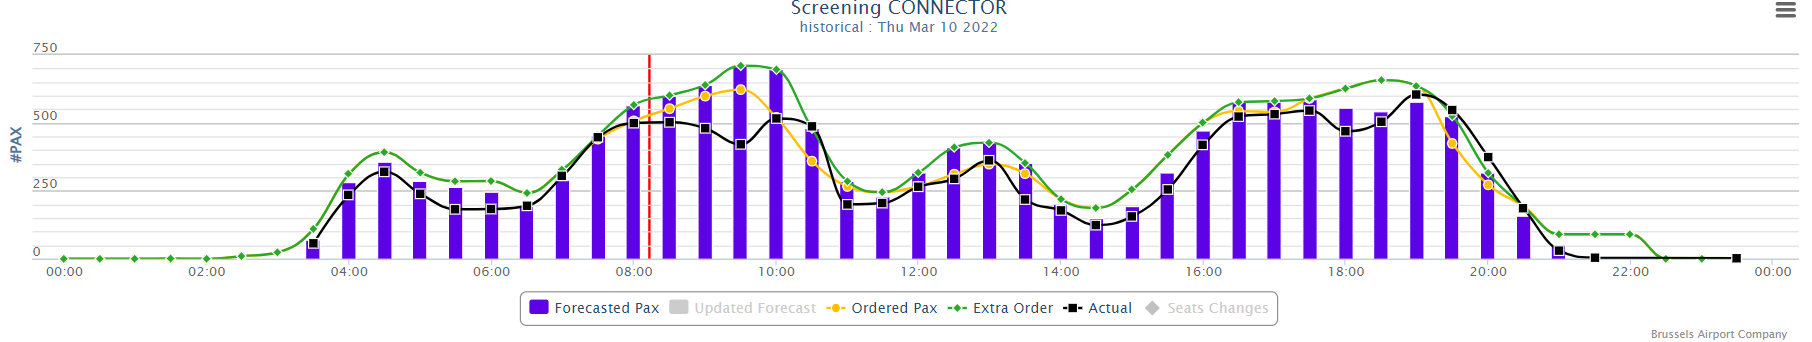 Screening CONNECTOR
historical : Thu Mar 10 2022
#PAX
750
500
250
0
00:00 02:00 04:00 06:00 08:00 10:00 12:00 14:00 16:00 18:00 20:00 22:00 00:00
Forecasted Pax Updated Forecast Ordered Pax Extra Order Actual Seats Changes
Brussels Airport Company